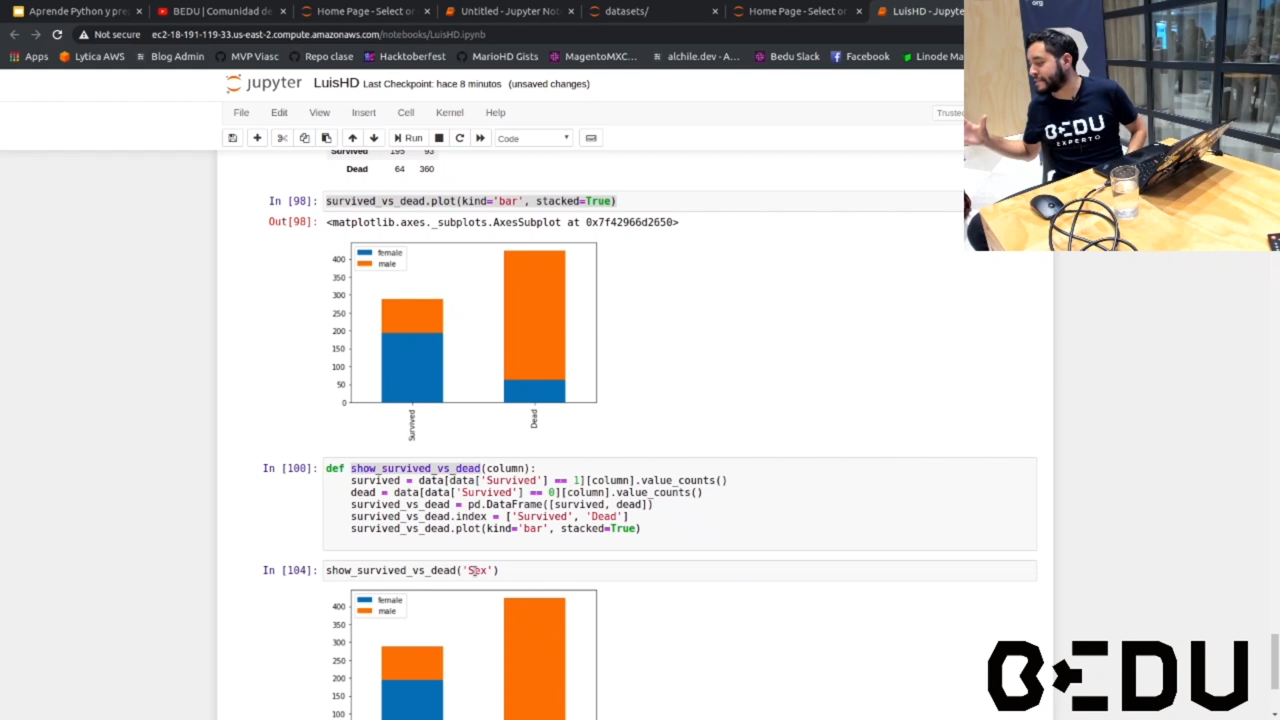 Aprende Python y pre
BEDU | Comunidad de
Home Page - Select or
untitled - Jupyter Not
datasets/
Home Page - Select or
LuisHD - Jupyte
org
Not secure ec2-18-191-119-33.us-east-2.compute.amazonaws.com/notebooks/LuisHD.ipynb
Apps Lytica AWS Blog Admin MVP Wasc Repo clase Hacktoberfest MarioHD Gists MagentoMXC... alchile.dev - A... Bedu Slack Facebook Linode Ma
jupyter LuisHD Last Checkpoint: hace 8 minutos (unsaved changes)
File Edit View Insert Cell Kernel Help
Trusted
Run Code
BEDU
EXPERTO
Survived 195 93
Dead 64 360
In [98]: survived_vs_dead.plot(kind='bar', stacked=True)
Out[98]: <matplotlib.axes._subplots.AxesSubplot at 0x7f42966d2650>
female
male
400
350
300
250
200
150
100
50
0
Survived
Dead
In [100]: def show_survived_vs_dead(column):
survived = data[data['Survived'] == 1][column].value_counts()
dead = data[data['Survived'] == 0][column].value_counts()
survived_vs_dead = pd.DataFrame([survived, dead])
survived_vs_dead.index = ['Survived', 'Dead']
survived_vs_dead.plot(kind='bar', stacked=True)
In [104]: show_survived_vs_dead('Sex')
female
male
400
350
300
250
200
150
100
BEDU